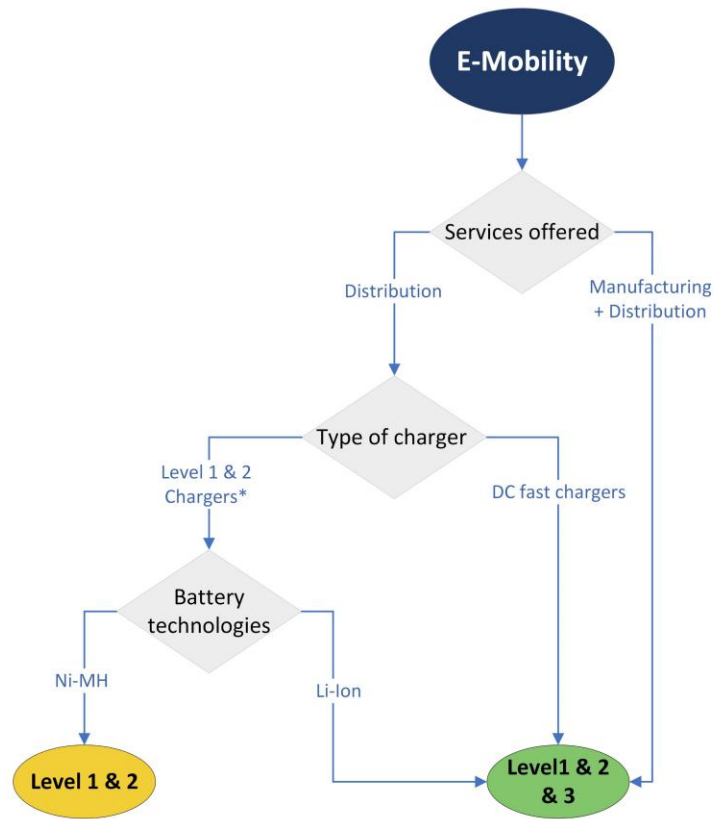 E-Mobility
Services offered
Distribution
Manufacturing
+ Distribution
Type of charger
Level 1 & 2
Chargers*
DC fast chargers
Battery
technologies
Ni-MH
Li-Ion
Level 1 & 2
Level1 & 2
& 3